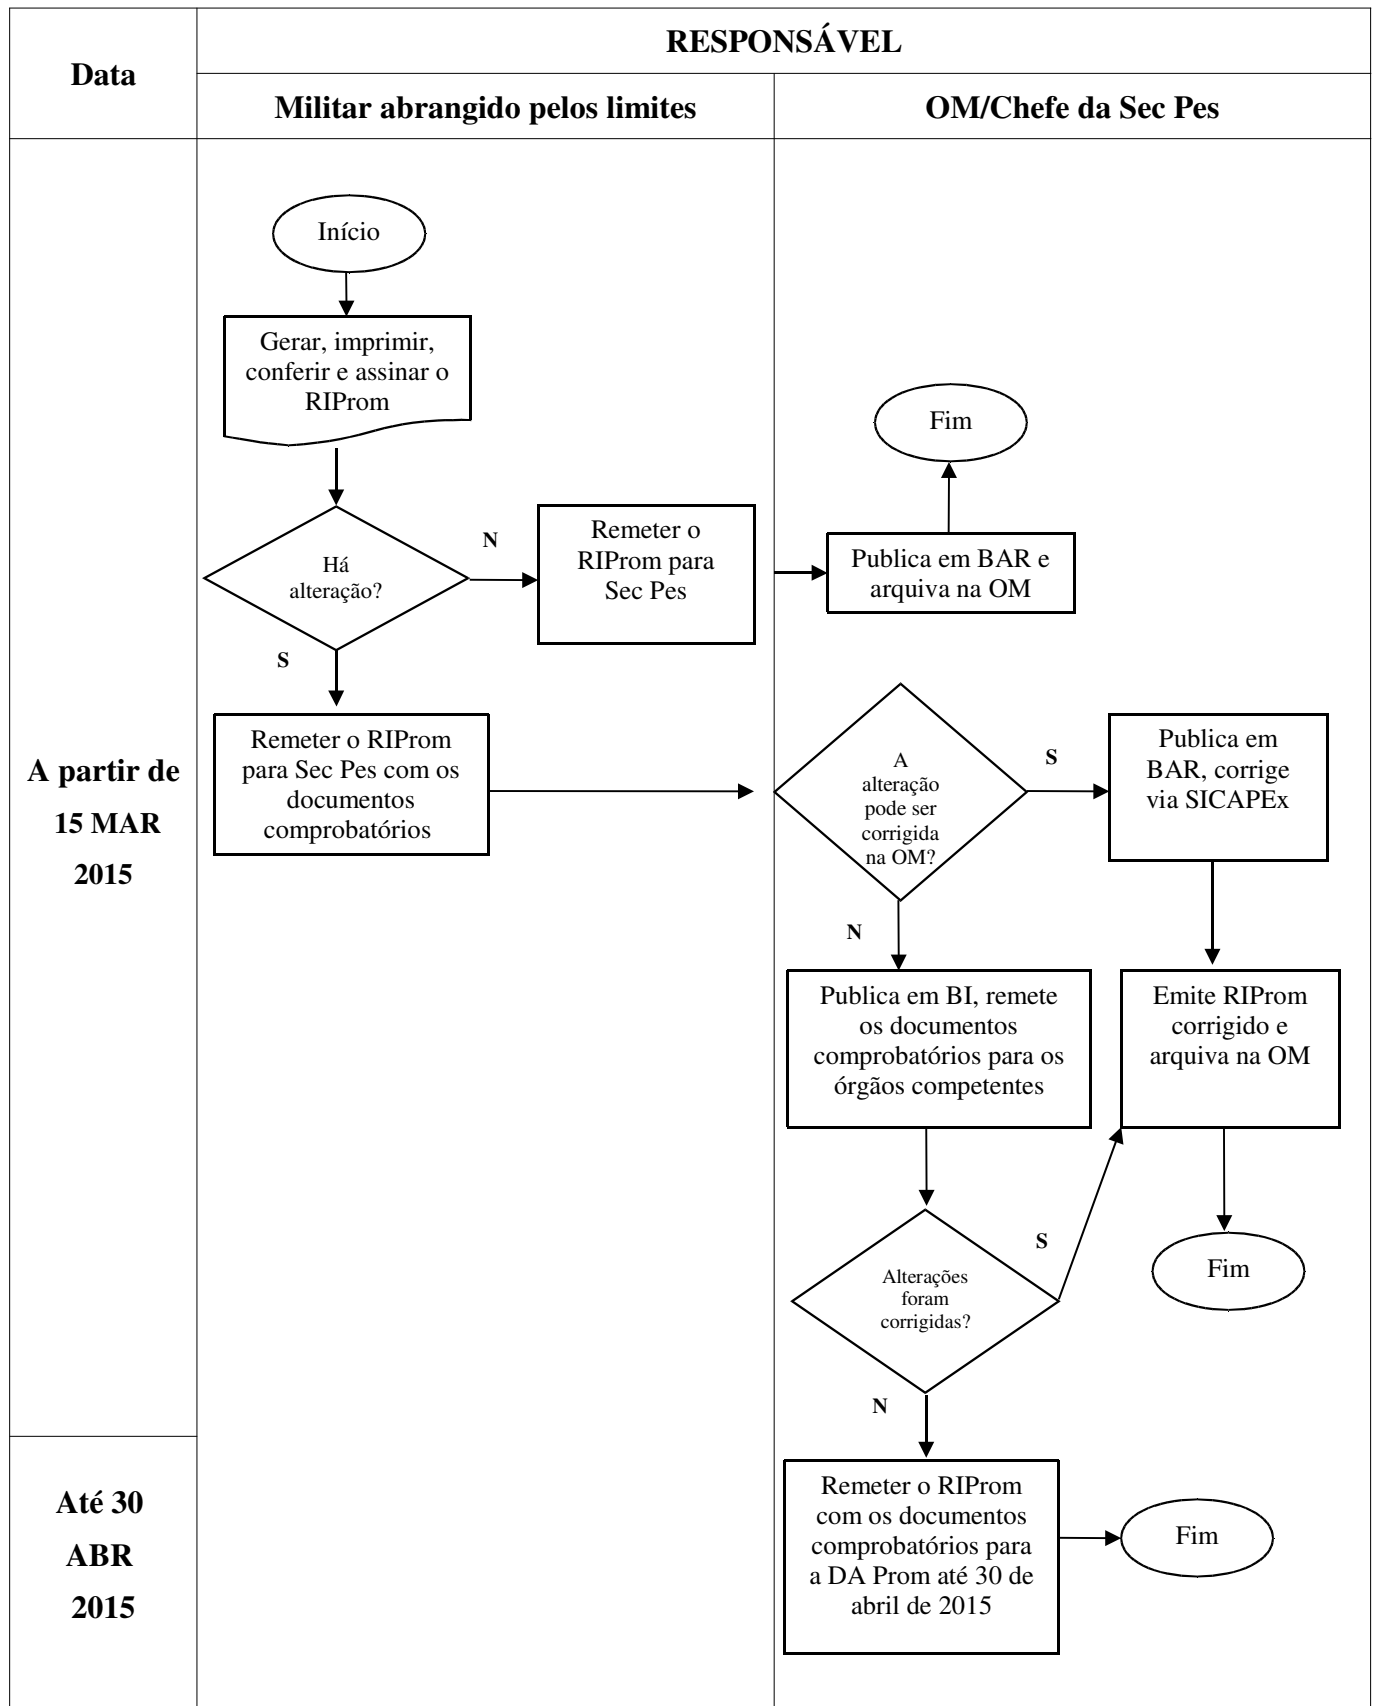 Data
RESPONSÁVEL
Militar abrangido pelos limites
OM/Chefe da Sec Pes
A partir de
15 MAR
2015
Início
Gerar, imprimir,
conferir e assinar o
RIProm
Há
alteração?
N
Remeter o
RIProm para
Sec Pes
Publica em BAR e
arquiva na OM
Fim
S
Remeter o RIProm
para Sec Pes com os
documentos
comprobatórios
A
alteração
pode ser
corrigida
na OM?
S
Publica em
BAR, corrige
via SICAPEx
N
Publica em BI, remete
os documentos
comprobatórios para os
órgãos competentes
Emite RIProm
corrigido e
arquiva na OM
Alterações
foram
corrigidas?
S
Fim
N
Até 30
ABR
2015
Remeter o RIProm
com os documentos
comprobatórios para
a DA Prom até 30 de
abril de 2015
Fim